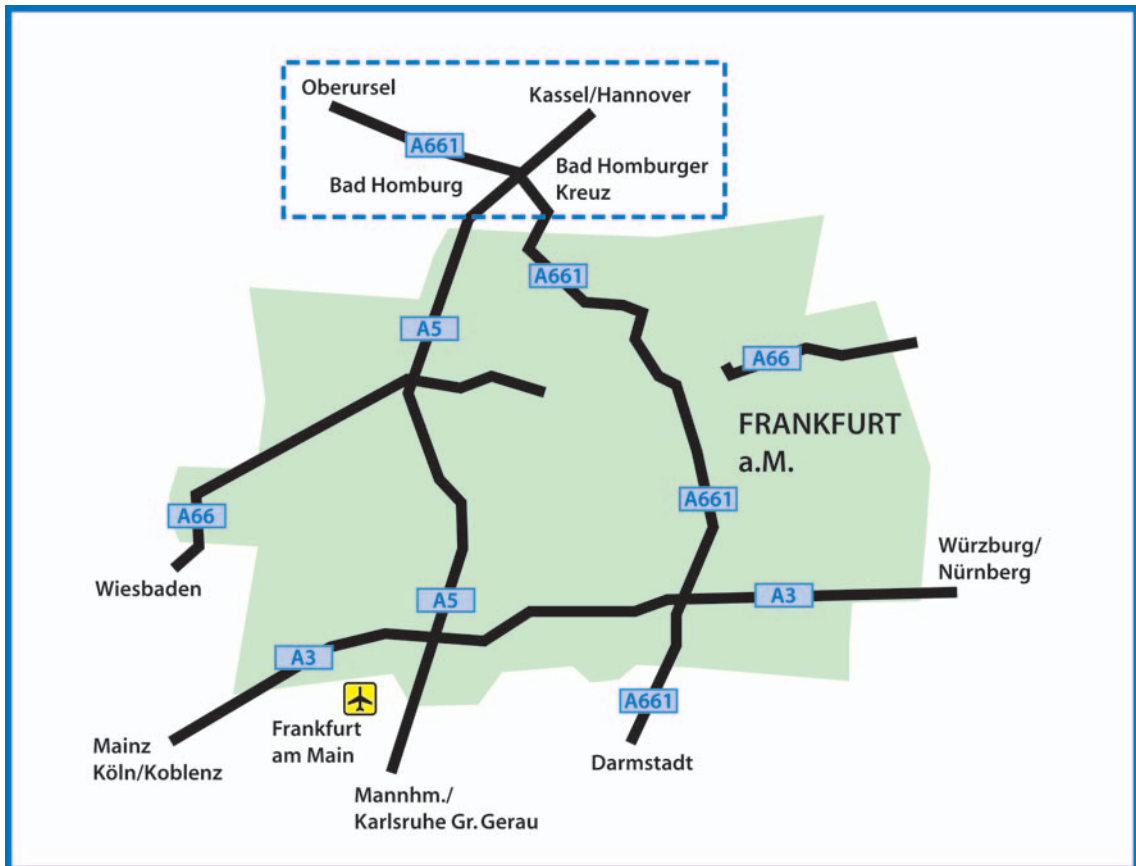 Oberursel
Kassel/Hannover
A661
Bad Homburg
Bad Homburger
Kreuz
A661
A5
A66
FRANKFURT
a.M.
A661
A66
Wiesbaden
Würzburg/
Nürnberg
A5
A3
A3
A661
Frankfurt
am Main
Mainz
Köln/Koblenz
Darmstadt
Mannhm./
Karlsruhe Gr. Gerau